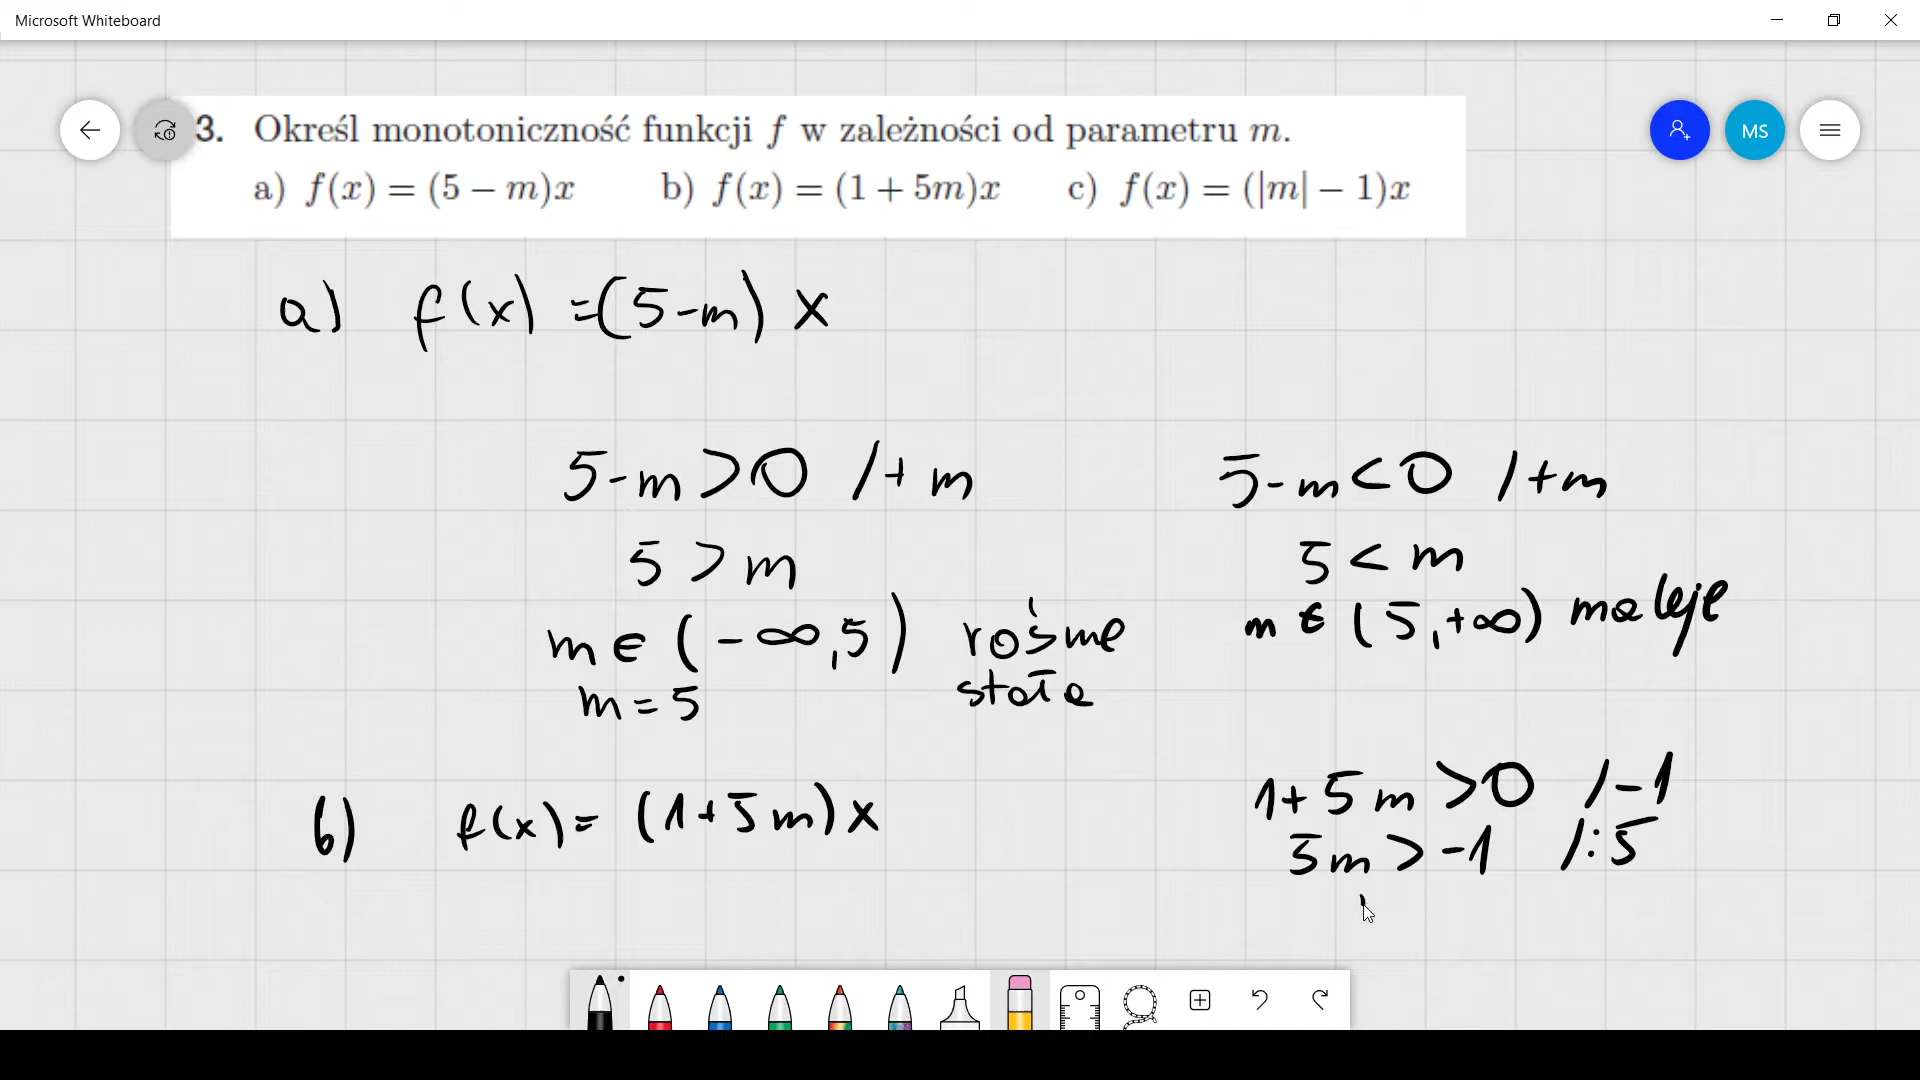 Microsoft Whiteboard
3. Określ monotoniczność funkcji f w zależności od parametru m.
a) f(x) = (5 − m)x b) f(x) = (1 + 5m)x c) f(x) = (|m| − 1)x
MS
a) f(x) = (5-m) x
5-m > 0 /+m
5 > m
m ∈ (-∞, 5) rośnie
m = 5 stała
5-m < 0 /+m
5 < m
m ∈ (5, +∞) maleje
b) f(x) = (1+5m) x
1+5m > 0 /-1
5m > -1 /:5